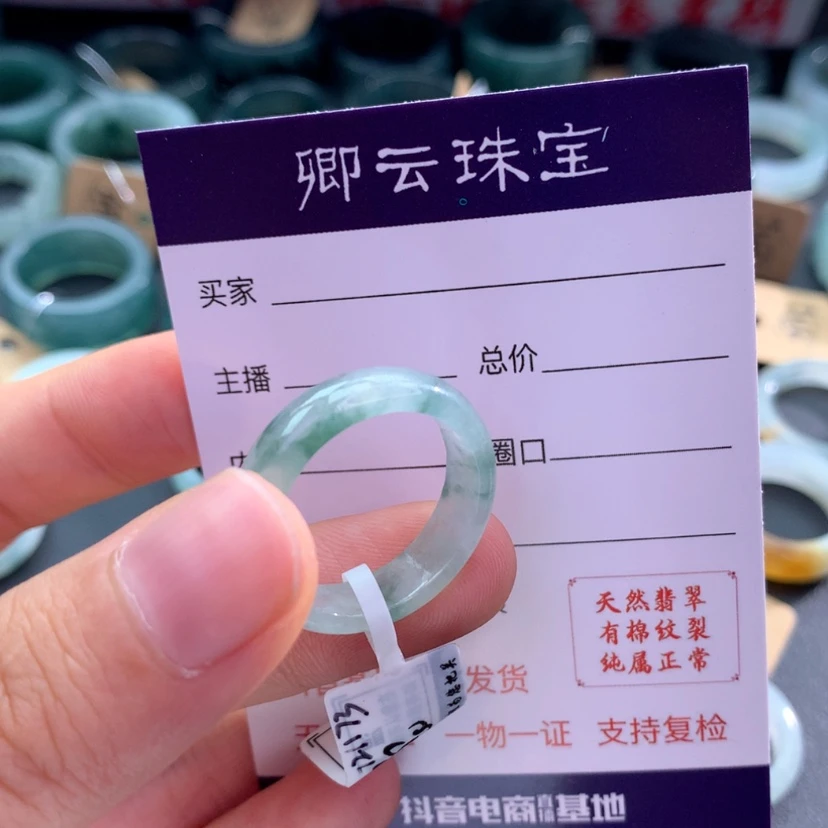 卿云珠宝
买家
主播
总价
圈口
天然翡翠
有棉纹裂
纯属正常
发货
一物一证 支持复检
抖音电商直播基地